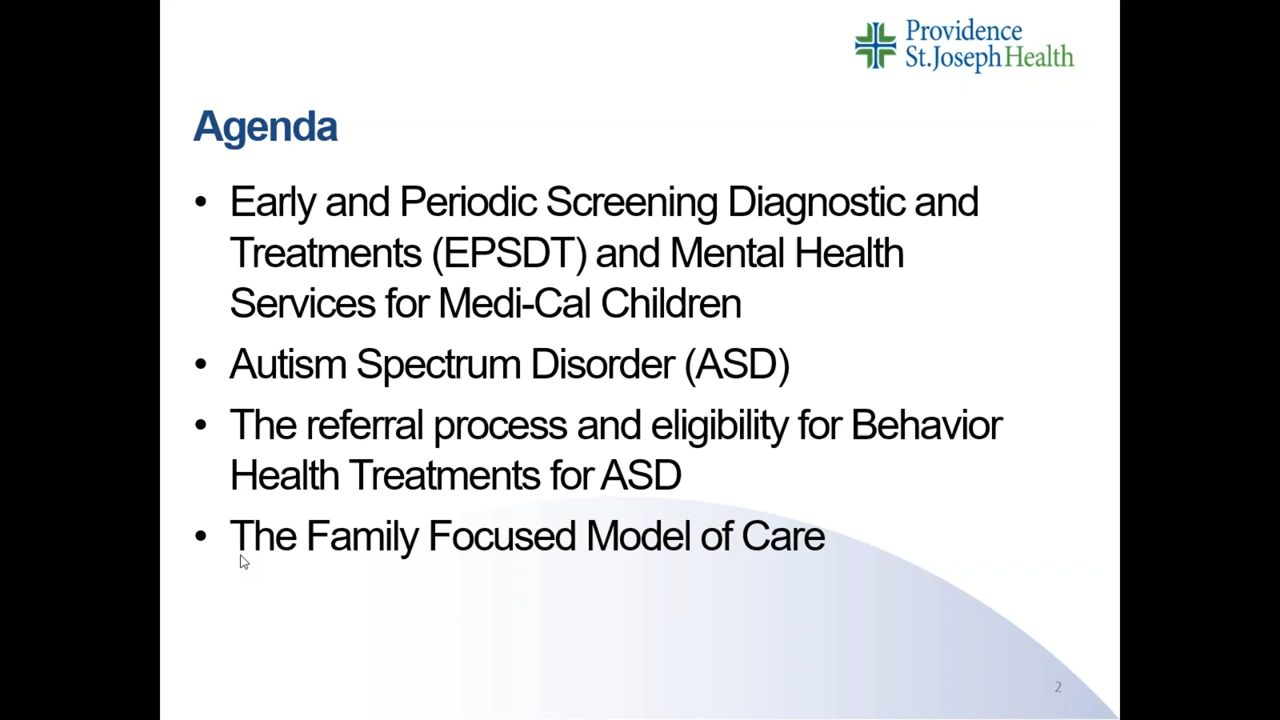 Providence
St.JosephHealth
Agenda
• Early and Periodic Screening Diagnostic and
Treatments (EPSDT) and Mental Health
Services for Medi-Cal Children
• Autism Spectrum Disorder (ASD)
• The referral process and eligibility for Behavior
Health Treatments for ASD
• The Family Focused Model of Care
2